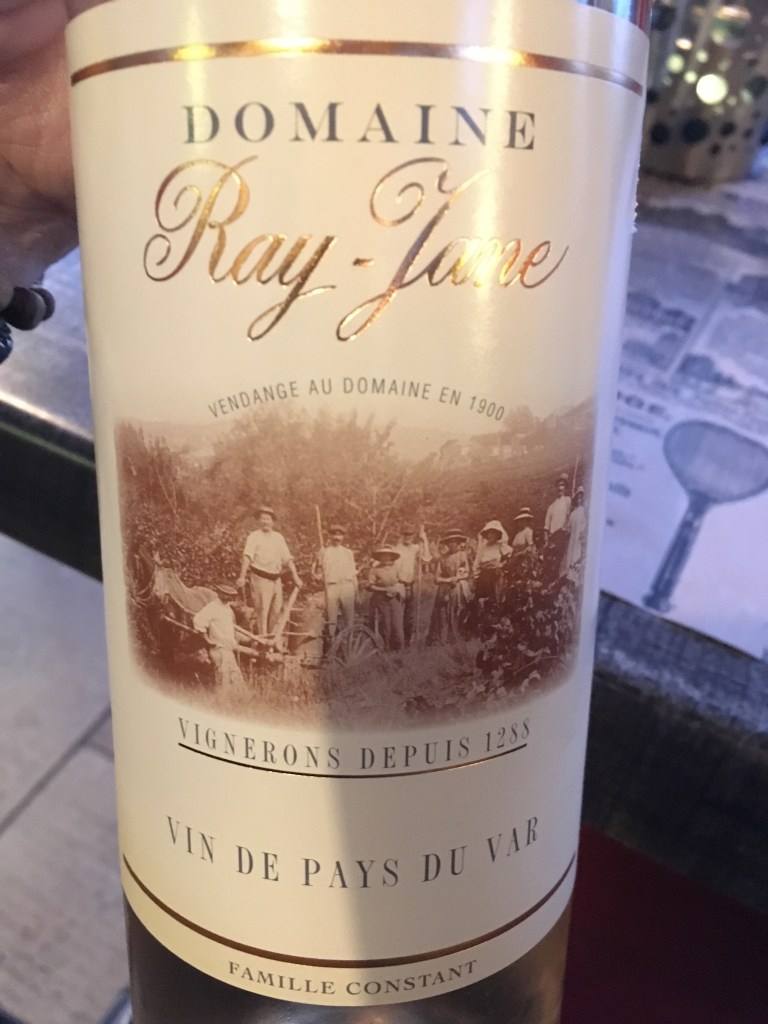 DOMAINE
Ray-Jane
VENDANGE AU DOMAINE EN 1900
VIGNERONS DEPUIS 1288
VIN DE PAYS DU VAR
FAMILLE CONSTANT